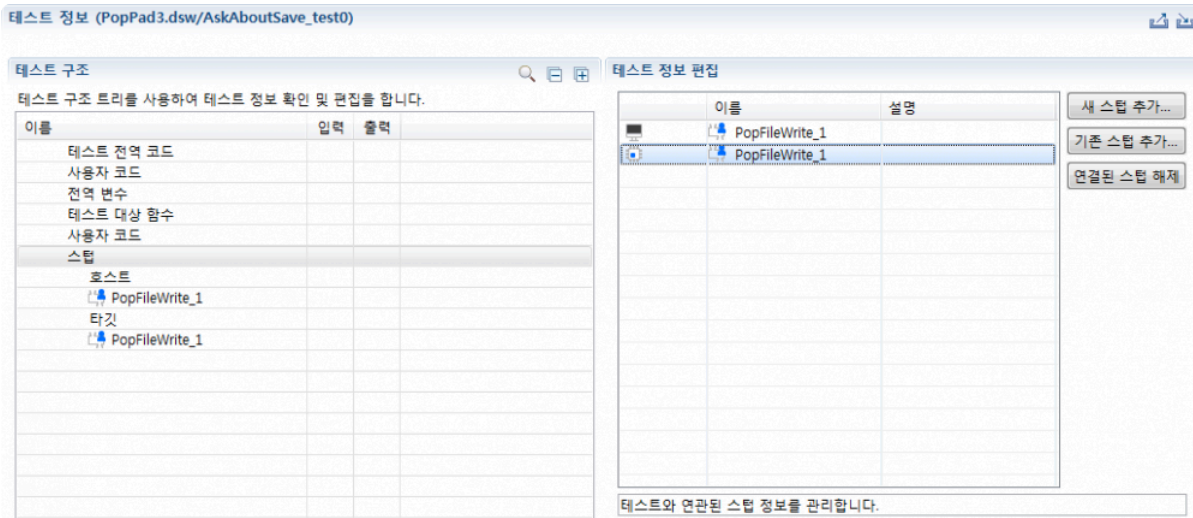 테스트 정보 (PopPad3.dsw/AskAboutSave_test0)
테스트 구조
테스트 구조 트리를 사용하여 테스트 정보 확인 및 편집을 합니다.
이름 입력 출력
테스트 전역 코드
사용자 코드
전역 변수
테스트 대상 함수
사용자 코드
스텁
호스트
PopFileWrite_1
타깃
PopFileWrite_1
테스트 정보 편집
이름 설명
PopFileWrite_1
PopFileWrite_1
새 스텁 추가...
기존 스텁 추가...
연결된 스텁 해제
테스트와 연관된 스텁 정보를 관리합니다.